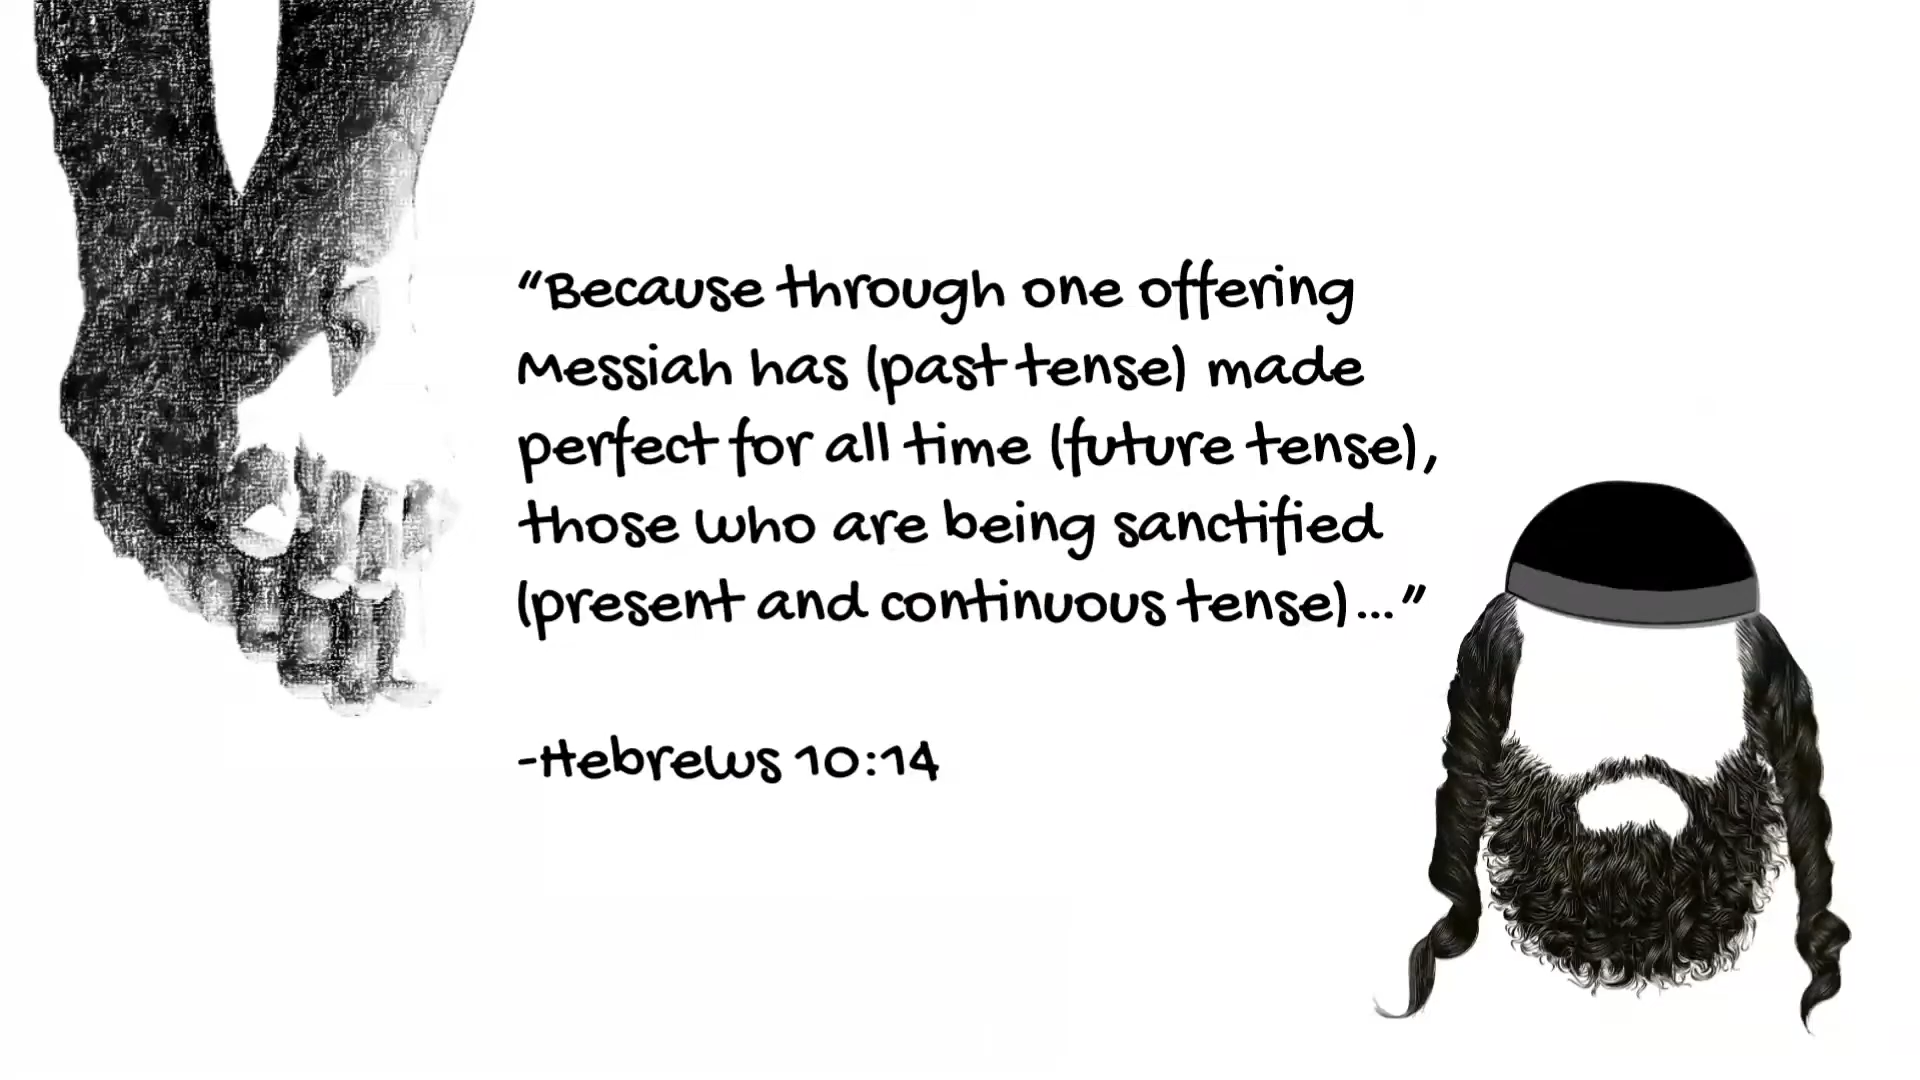 “Because through one offering
Messiah has (past tense) made
perfect for all time (future tense),
those who are being sanctified
(present and continuous tense)...”
-Hebrews 10:14